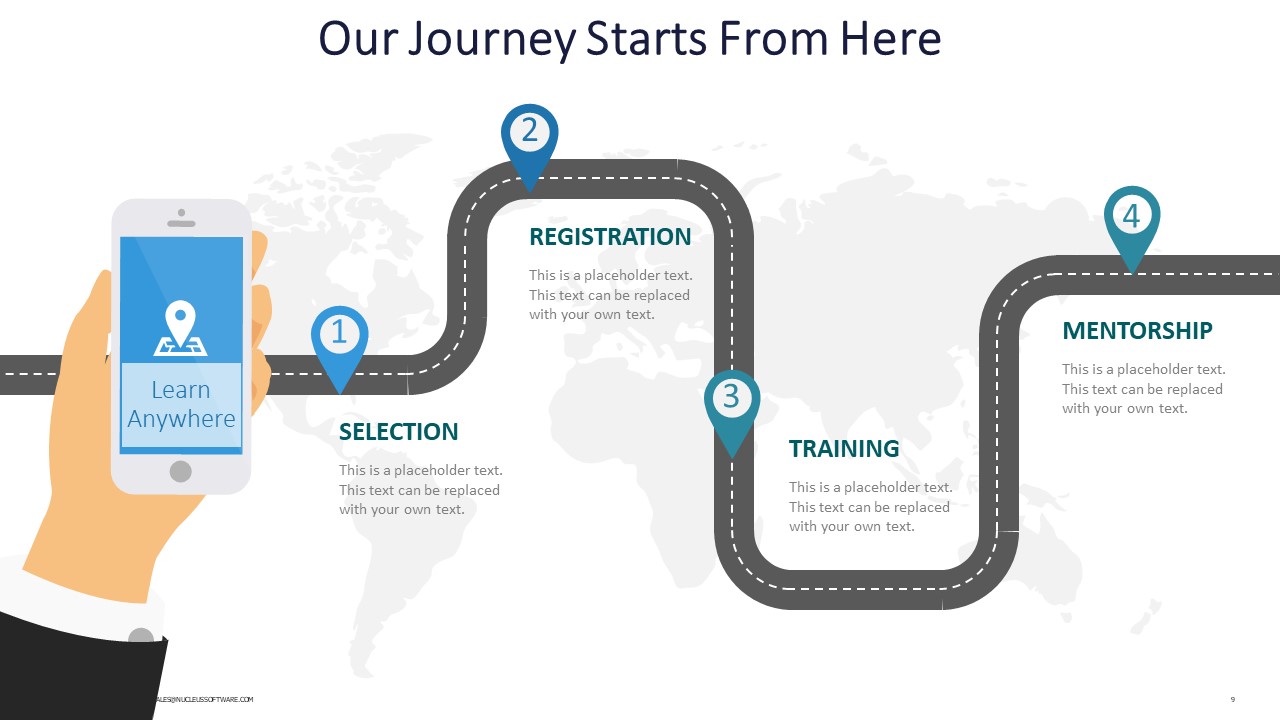 Our Journey Starts From Here
2
REGISTRATION
This is a placeholder text.
This text can be replaced
with your own text.
4
MENTORSHIP
This is a placeholder text.
This text can be replaced
with your own text.
1
Learn
Anywhere
SELECTION
This is a placeholder text.
This text can be replaced
with your own text.
3
TRAINING
This is a placeholder text.
This text can be replaced
with your own text.
ALES@NUCLEUSSOFTWARE.COM
9